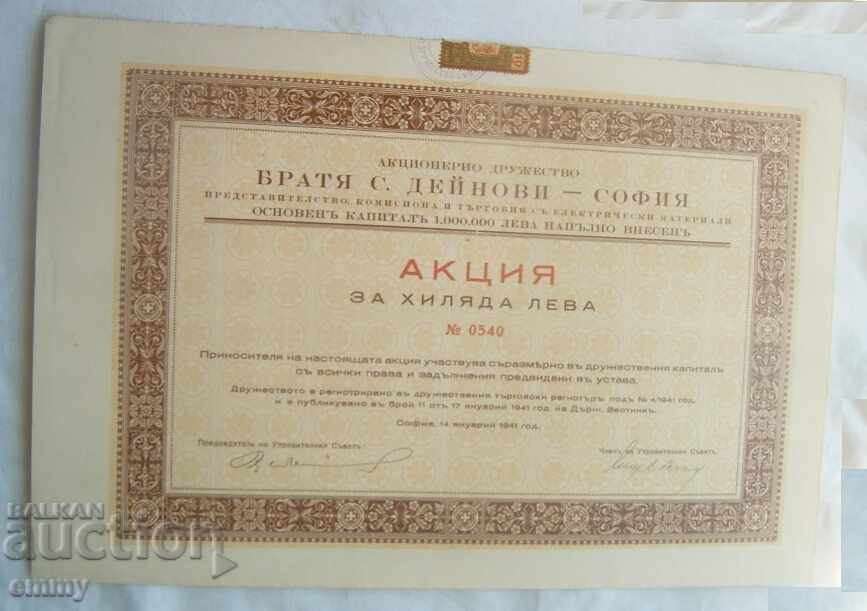 АКЦИОНЕРНО ДРУЖЕСТВО
БРАТЯ С. ДЕЙНОВИ — СОФИЯ
ПРЕДСТАВИТЕЛСТВО, КОМИСИОНА И ТЪРГОВИЯ СЪ ЕЛЕКТРИЧЕСКИ МАТЕРИАЛИ
ОСНОВЕНЪ КАПИТАЛЪ 1.000.000 ЛЕВА НАПЪЛНО ВНЕСЕНЪ
АКЦИЯ
ЗА ХИЛЯДА ЛЕВА
№ 0540
Приносителя на настоящата акция участвува съразмѣрно въ дружествения капиталъ
съ всички права и задължения предвидени въ устава.
Дружеството е регистрирано въ дружествения търговски регистъръ подъ № 4/1941 год.
и е публикувано въ брой 11 отъ 17 януарий 1941 год. на Държ. Вестникъ.
София, 14 януарий 1941 год.
Председатель на Управителния Съветъ:
Членъ на Управителния Съветъ:
BALKAN
auction
emmy